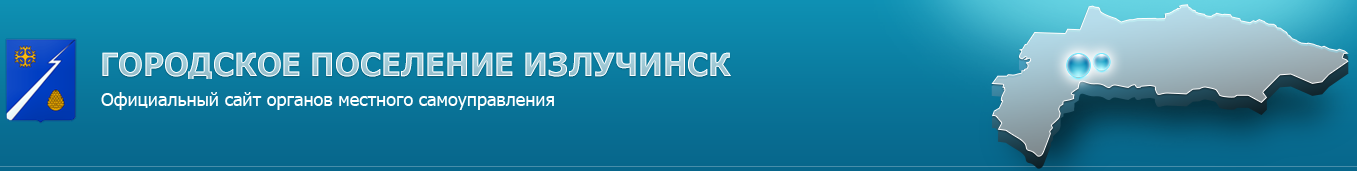 ГОРОДСКОЕ ПОСЕЛЕНИЕ ИЗЛУЧИНСК
Официальный сайт органов местного самоуправления